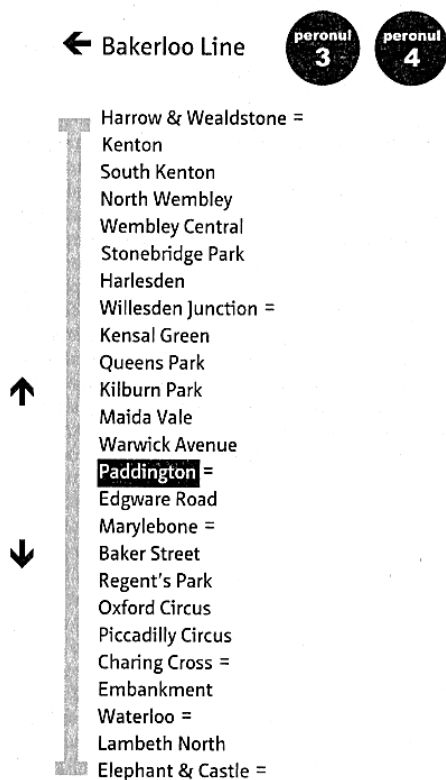 ← Bakerloo Line
peronul
3
peronul
4
Harrow & Wealdstone =
Kenton
South Kenton
North Wembley
Wembley Central
Stonebridge Park
Harlesden
Willesden Junction =
Kensal Green
Queens Park
Kilburn Park
Maida Vale
Warwick Avenue
Paddington =
Edgware Road
Marylebone =
Baker Street
Regent's Park
Oxford Circus
Piccadilly Circus
Charing Cross =
Embankment
Waterloo =
Lambeth North
Elephant & Castle =